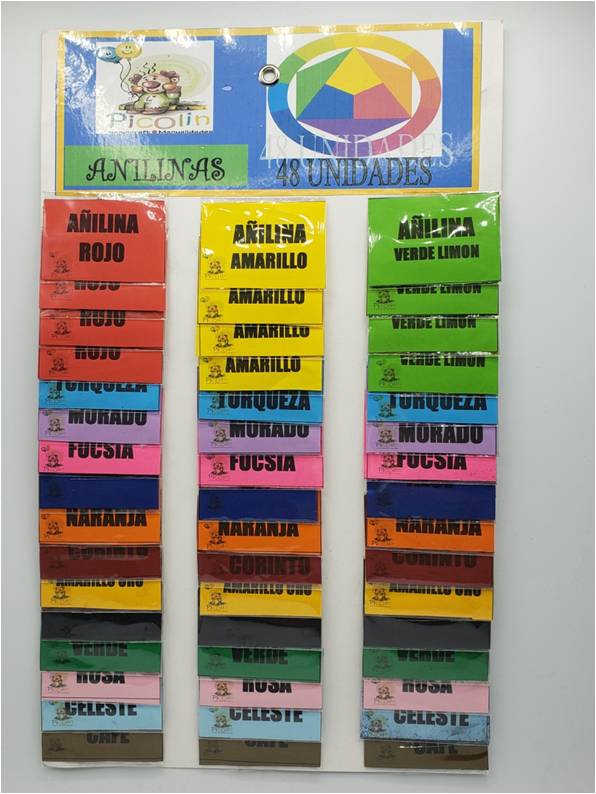 Picolin
48 UNIDADES
ANILINAS
48 UNIDADES
AÑILINA
ROJO
ROJO
ROJO
ROJO
TURQUEZA
MORADO
FUCSIA
NARANJA
CORINTO
AMARILLO ORO
VERDE
ROSA
CELESTE
CAFE
AÑILINA
AMARILLO
AMARILLO
AMARILLO
AMARILLO
TURQUEZA
MORADO
FUCSIA
NARANJA
CORINTO
AMARILLO ORO
VERDE
ROSA
CELESTE
CAFE
AÑILINA
VERDE LIMON
VERDE LIMON
VERDE LIMON
VERDE LIMON
TURQUEZA
MORADO
FUCSIA
NARANJA
CORINTO
AMARILLO ORO
VERDE
ROSA
CELESTE
CAFE